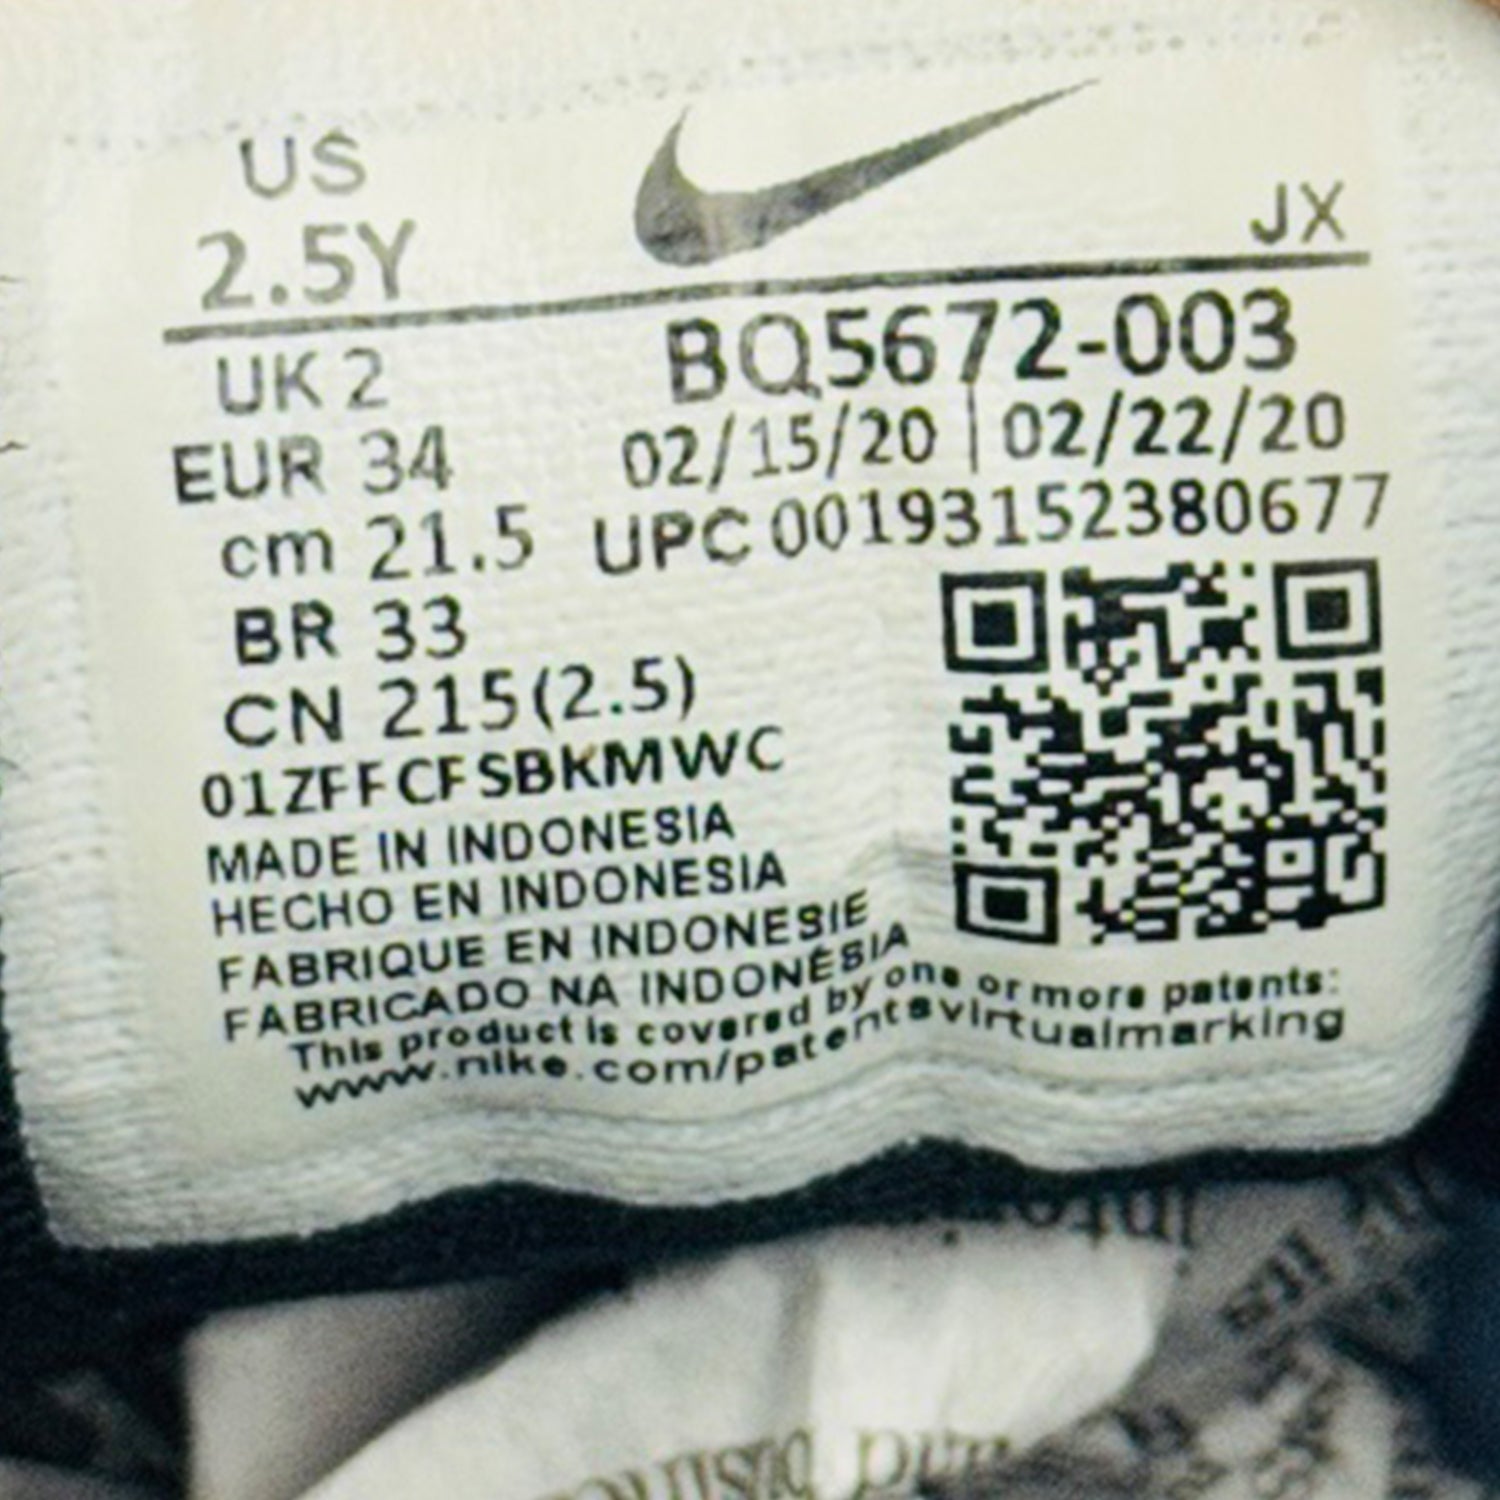 US
2.5Y
JX
UK 2
BQ5672-003
EUR 34
02/15/20 | 02/22/20
cm 21.5
UPC 00193152380677
BR 33
CN 215(2.5)
01ZFFCFSBKMWC
MADE IN INDONESIA
HECHO EN INDONESIA
FABRIQUE EN INDONESIE
FABRICADO NA INDONÉSIA
This product is covered by one or more patents:
www.nike.com/patentsvirtualmarking